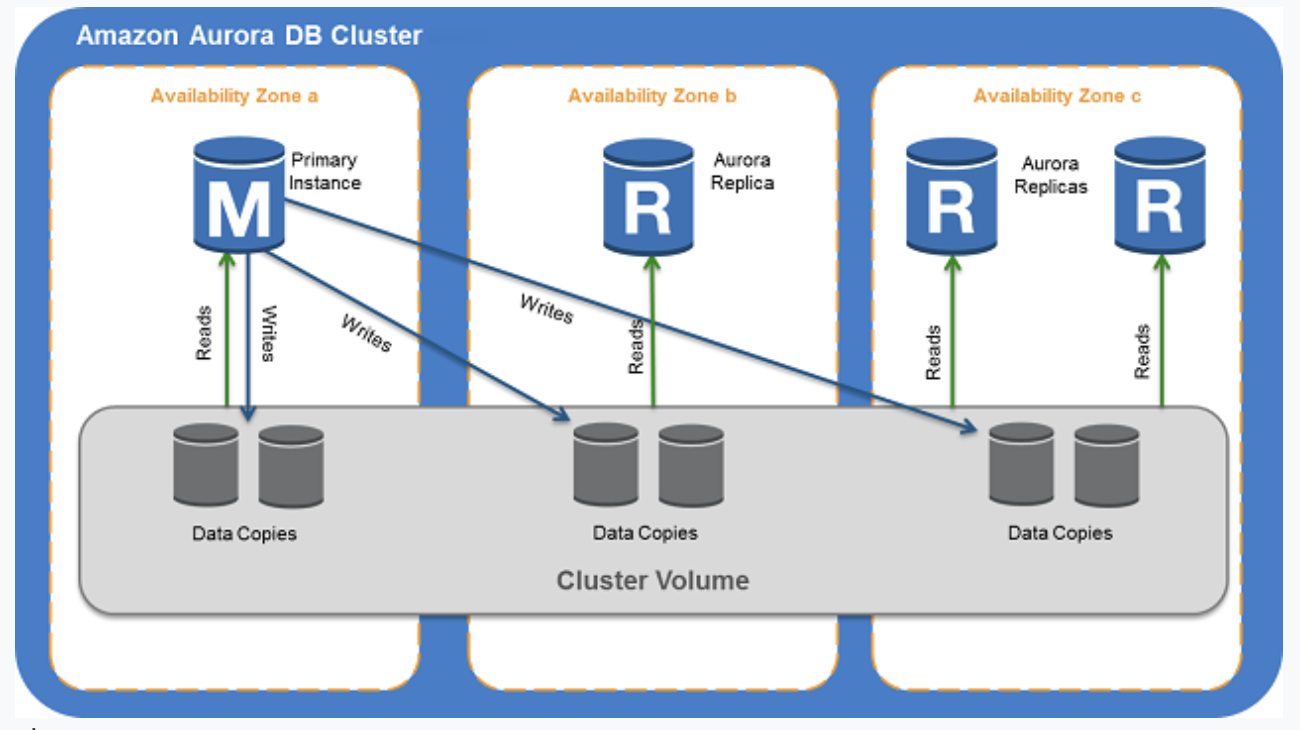 Amazon Aurora DB Cluster
Availability Zone a
Availability Zone b
Availability Zone c
M
Primary
Instance
R
Aurora
Replica
R
Aurora
Replicas
R
Reads
Writes
Writes
Writes
Reads
Reads
Reads
Data Copies
Data Copies
Data Copies
Cluster Volume